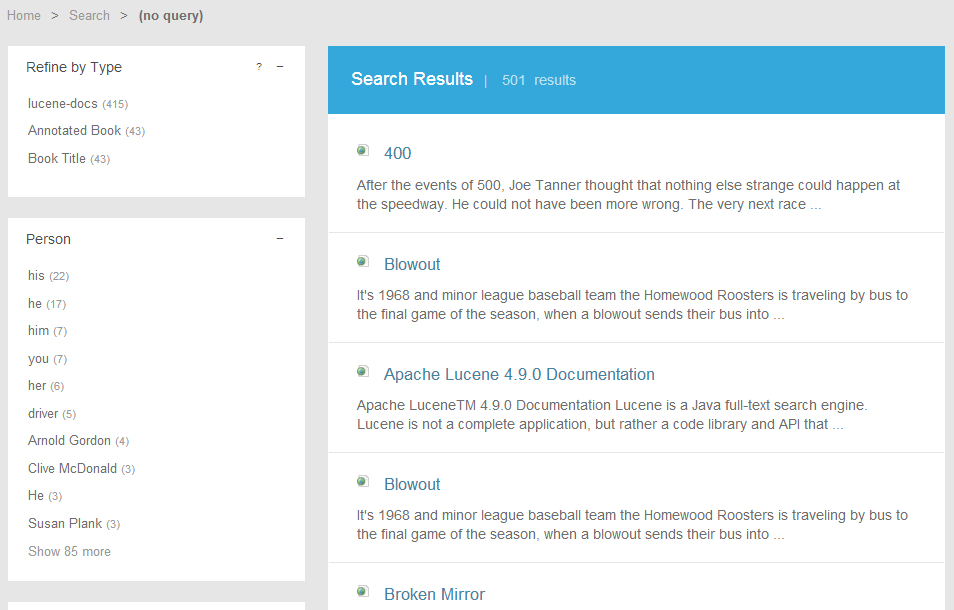 Home > Search > (no query)
Refine by Type ? −
lucene-docs (415)
Annotated Book (43)
Book Title (43)
Person −
his (22)
he (17)
him (7)
you (7)
her (6)
driver (5)
Arnold Gordon (4)
Clive McDonald (3)
He (3)
Susan Plank (3)
Show 85 more
Search Results | 501 results
400
After the events of 500, Joe Tanner thought that nothing else strange could happen at
the speedway. He could not have been more wrong. The very next race ...
Blowout
It's 1968 and minor league baseball team the Homewood Roosters is traveling by bus to
the final game of the season, when a blowout sends their bus into ...
Apache Lucene 4.9.0 Documentation
Apache LuceneTM 4.9.0 Documentation Lucene is a Java full-text search engine.
Lucene is not a complete application, but rather a code library and API that ...
Blowout
It's 1968 and minor league baseball team the Homewood Roosters is traveling by bus to
the final game of the season, when a blowout sends their bus into ...
Broken Mirror